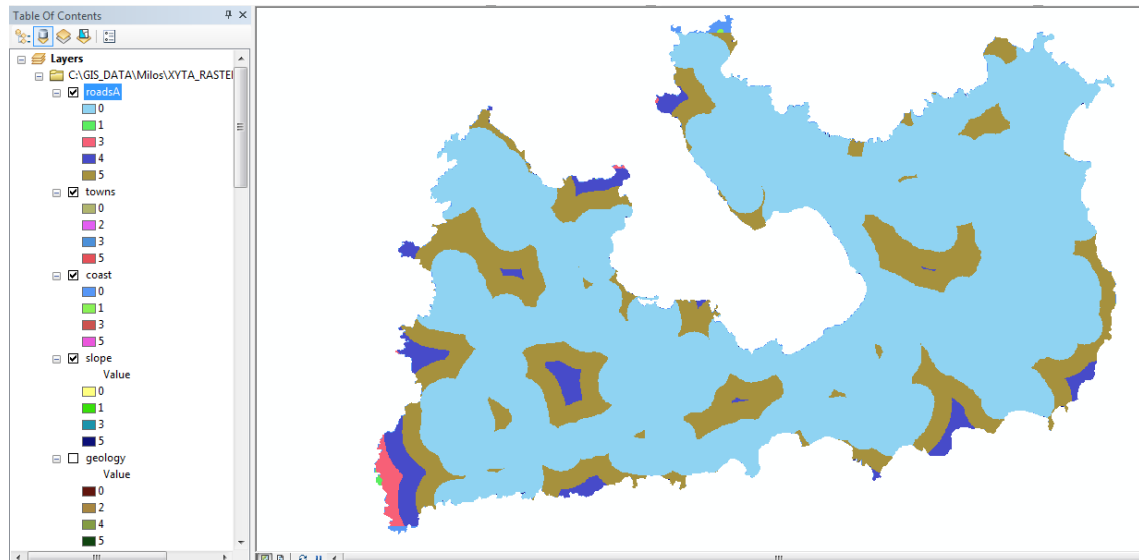 Table Of Contents
Layers
C:\GIS_DATA\Milos\XYTA_RASTE
roadsA
0
1
3
4
5
towns
0
2
3
5
coast
0
1
3
5
slope
Value
0
1
3
5
geology
Value
0
2
4
5